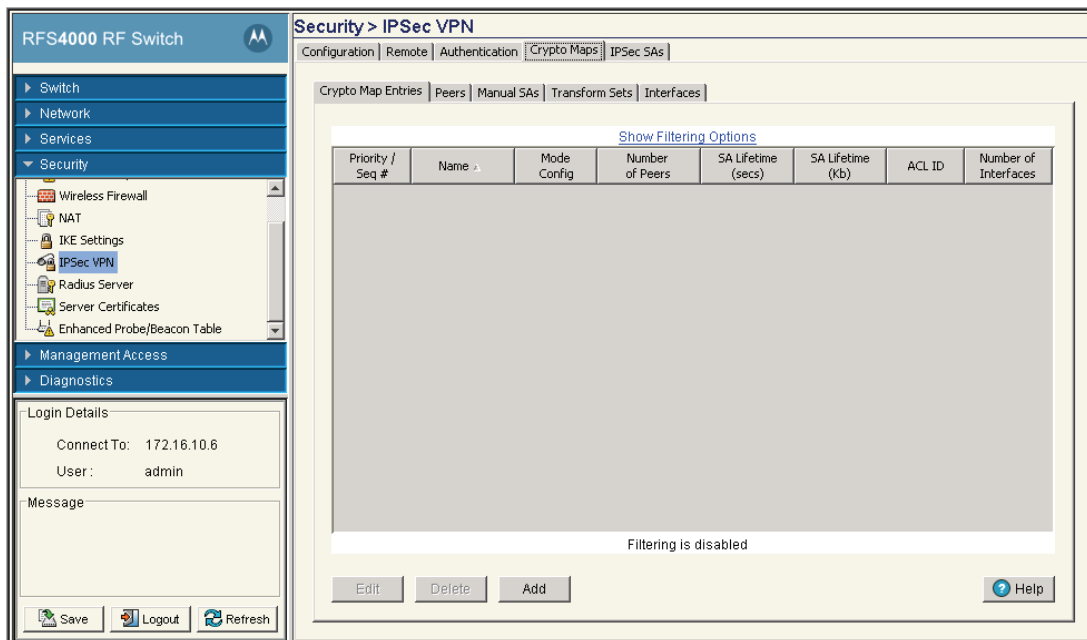 RFS4000 RF Switch
Security > IPSec VPN
Configuration Remote Authentication Crypto Maps IPSec SAs
Crypto Map Entries Peers Manual SAs Transform Sets Interfaces
Show Filtering Options
Priority / Seq # Name Mode Config Number of Peers SA Lifetime (secs) SA Lifetime (Kb) ACL ID Number of Interfaces
Filtering is disabled
Edit Delete Add Help
Switch
Network
Services
Security
Wireless Firewall
NAT
IKE Settings
IPSec VPN
Radius Server
Server Certificates
Enhanced Probe/Beacon Table
Management Access
Diagnostics
Login Details
Connect To: 172.16.10.6
User : admin
Message
Save Logout Refresh